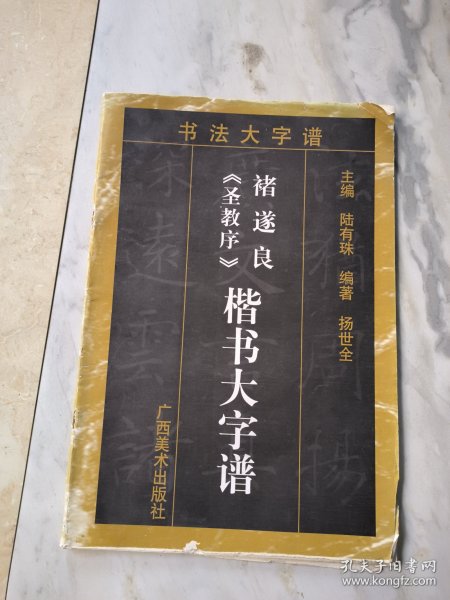 书法大字谱
主编 陆有珠 编著 扬世全
褚遂良
《圣教序》
楷书大字谱
广西美术出版社
孔夫子旧书网
www.kongfz.com